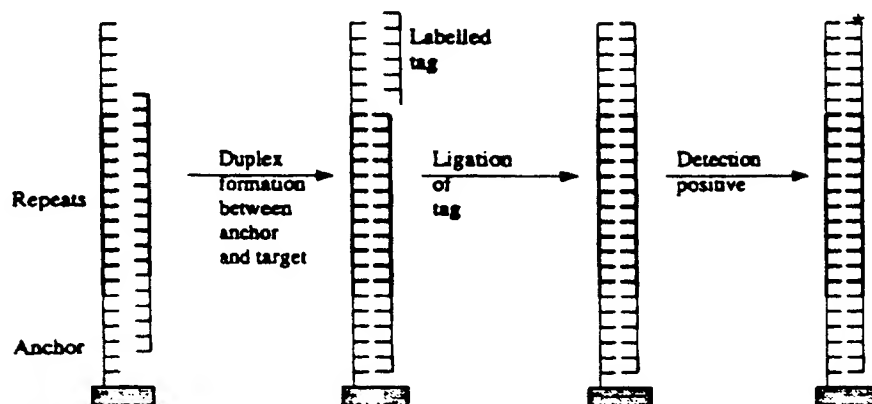 Labelled
tag
Duplex
formation
between
anchor
and target
Ligation
of
tag
Detection
positive
Repeats
Anchor